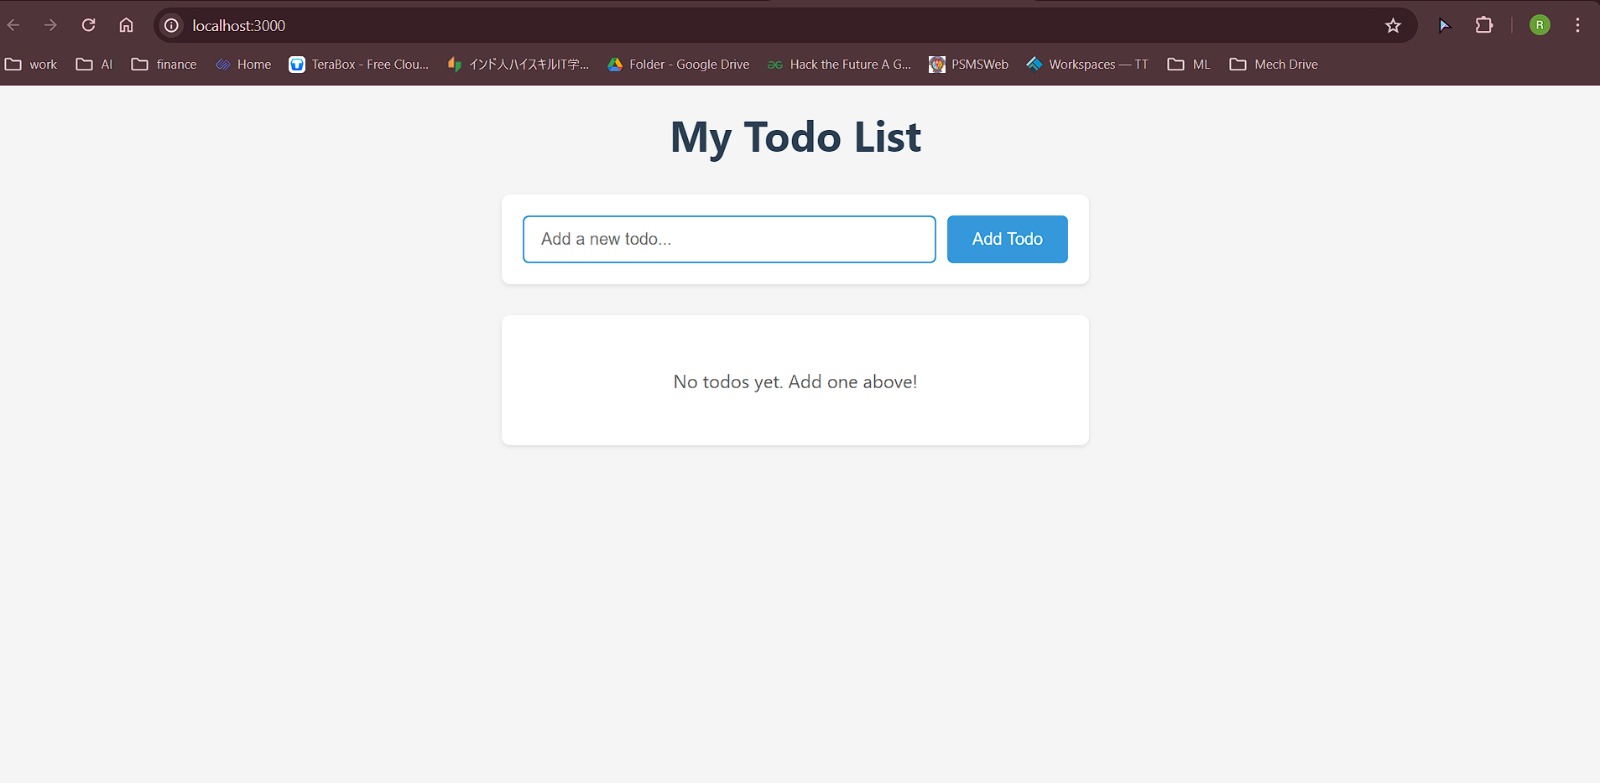 localhost:3000
R
work AI finance Home TeraBox - Free Clou... インド人ハイスキルIT学... Folder - Google Drive Hack the Future A G... PSMSWeb Workspaces — TT ML Mech Drive
My Todo List
Add a new todo... Add Todo
No todos yet. Add one above!